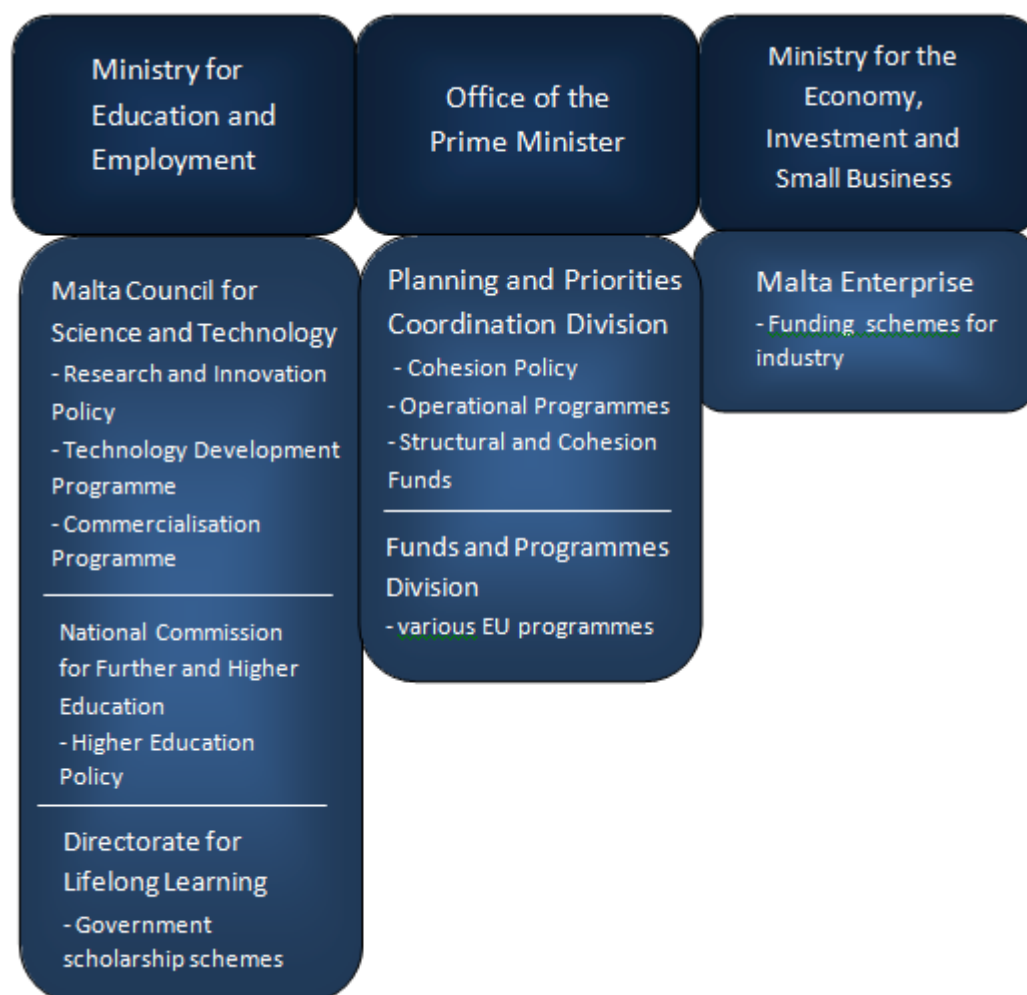 Ministry for
Education and
Employment
Office of the
Prime Minister
Ministry for the
Economy,
Investment and
Small Business
Malta Council for
Science and Technology
- Research and Innovation
Policy
- Technology Development
Programme
- Commercialisation
Programme
National Commission
for Further and Higher
Education
- Higher Education
Policy
Directorate for
Lifelong Learning
- Government
scholarship schemes
Planning and Priorities
Coordination Division
- Cohesion Policy
- Operational Programmes
- Structural and Cohesion
Funds
Funds and Programmes
Division
- various EU programmes
Malta Enterprise
- Funding schemes for
industry